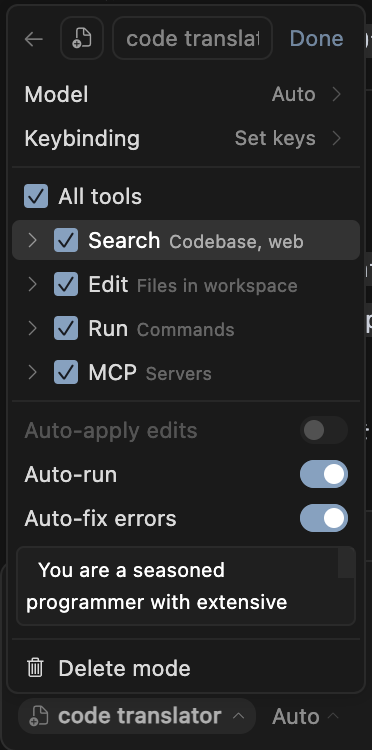 code translat
Done
Model
Auto
Keybinding
Set keys
All tools
Search Codebase, web
Edit Files in workspace
Run Commands
MCP Servers
Auto-apply edits
Auto-run
Auto-fix errors
You are a seasoned
programmer with extensive
Delete mode
code translator
Auto